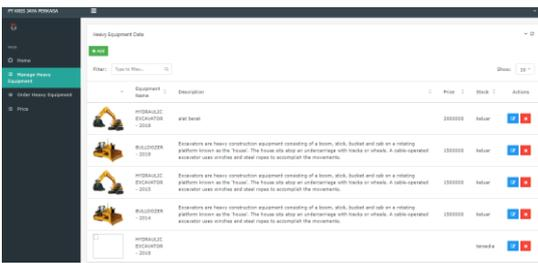 PT KRES JAYA PERKASA
Heavy Equipment Data
+ Add
Home
Filter: Type to filter...
Show: 10
Manage Heavy
Equipment
Order Heavy Equipment
Price
Equipment
Name
Description
Price
Stock
Actions
HYDRAULIC
EXCAVATOR
- 2018
alat berat
2000000
keluar
BULLDOZER
- 2019
Excavators are heavy construction equipment consisting of a boom, stick, bucket and cab on a rotating
platform known as the 'house'. The house sits atop an undercarriage with tracks or wheels. A cable-operated
excavator uses winches and steel ropes to accomplish the movements.
1500000
keluar
HYDRAULIC
EXCAVATOR
- 2015
Excavators are heavy construction equipment consisting of a boom, stick, bucket and cab on a rotating
platform known as the 'house'. The house sits atop an undercarriage with tracks or wheels. A cable-operated
excavator uses winches and steel ropes to accomplish the movements.
1500000
keluar
BULLDOZER
- 2014
Excavators are heavy construction equipment consisting of a boom, stick, bucket and cab on a rotating
platform known as the 'house'. The house sits atop an undercarriage with tracks or wheels. A cable-operated
excavator uses winches and steel ropes to accomplish the movements.
1500000
keluar
HYDRAULIC
EXCAVATOR
- 2018
tersedia